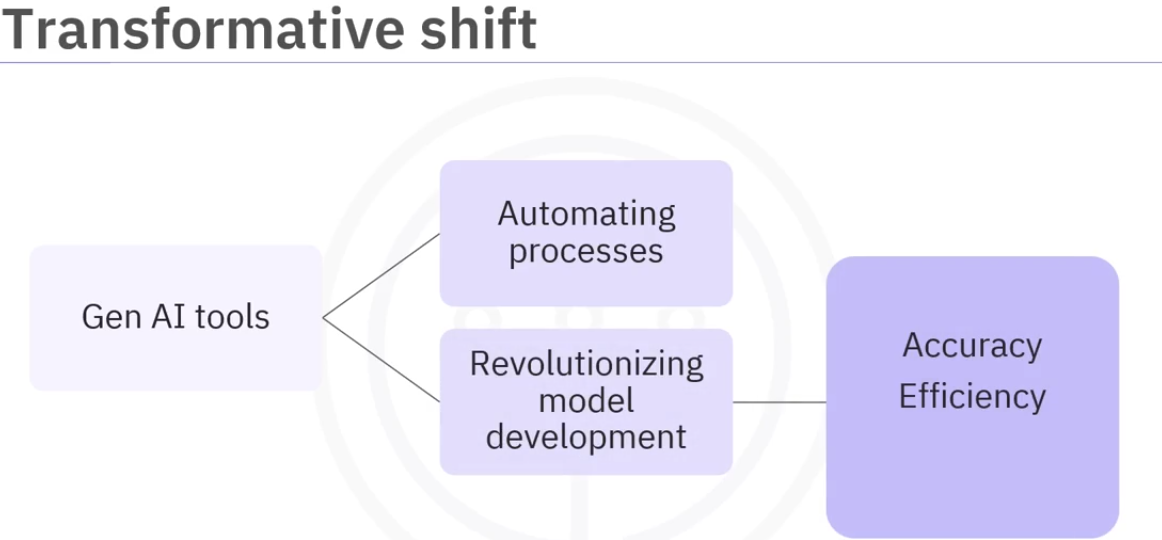 Transformative shift
Automating
processes
Gen AI tools
Revolutionizing
model
development
Accuracy
Efficiency